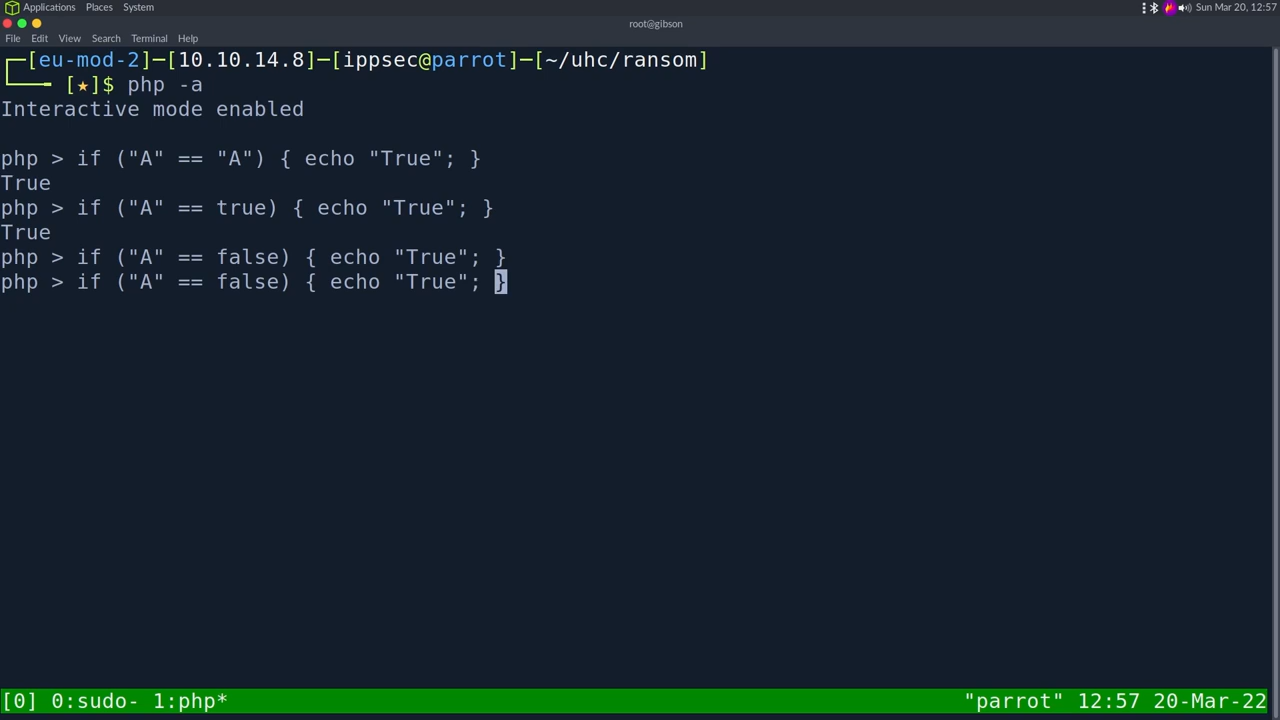 Applications Places System Sun Mar 20, 12:57
root@gibson
File Edit View Search Terminal Help
┌─[eu-mod-2]─[10.10.14.8]─[ippsec@parrot]─[~/uhc/ransom]
└──╼ [★]$ php -a
Interactive mode enabled
php > if ("A" == "A") { echo "True"; }
True
php > if ("A" == true) { echo "True"; }
True
php > if ("A" == false) { echo "True"; }
php > if ("A" == false) { echo "True"; }
[0] 0:sudo- 1:php* "parrot" 12:57 20-Mar-22